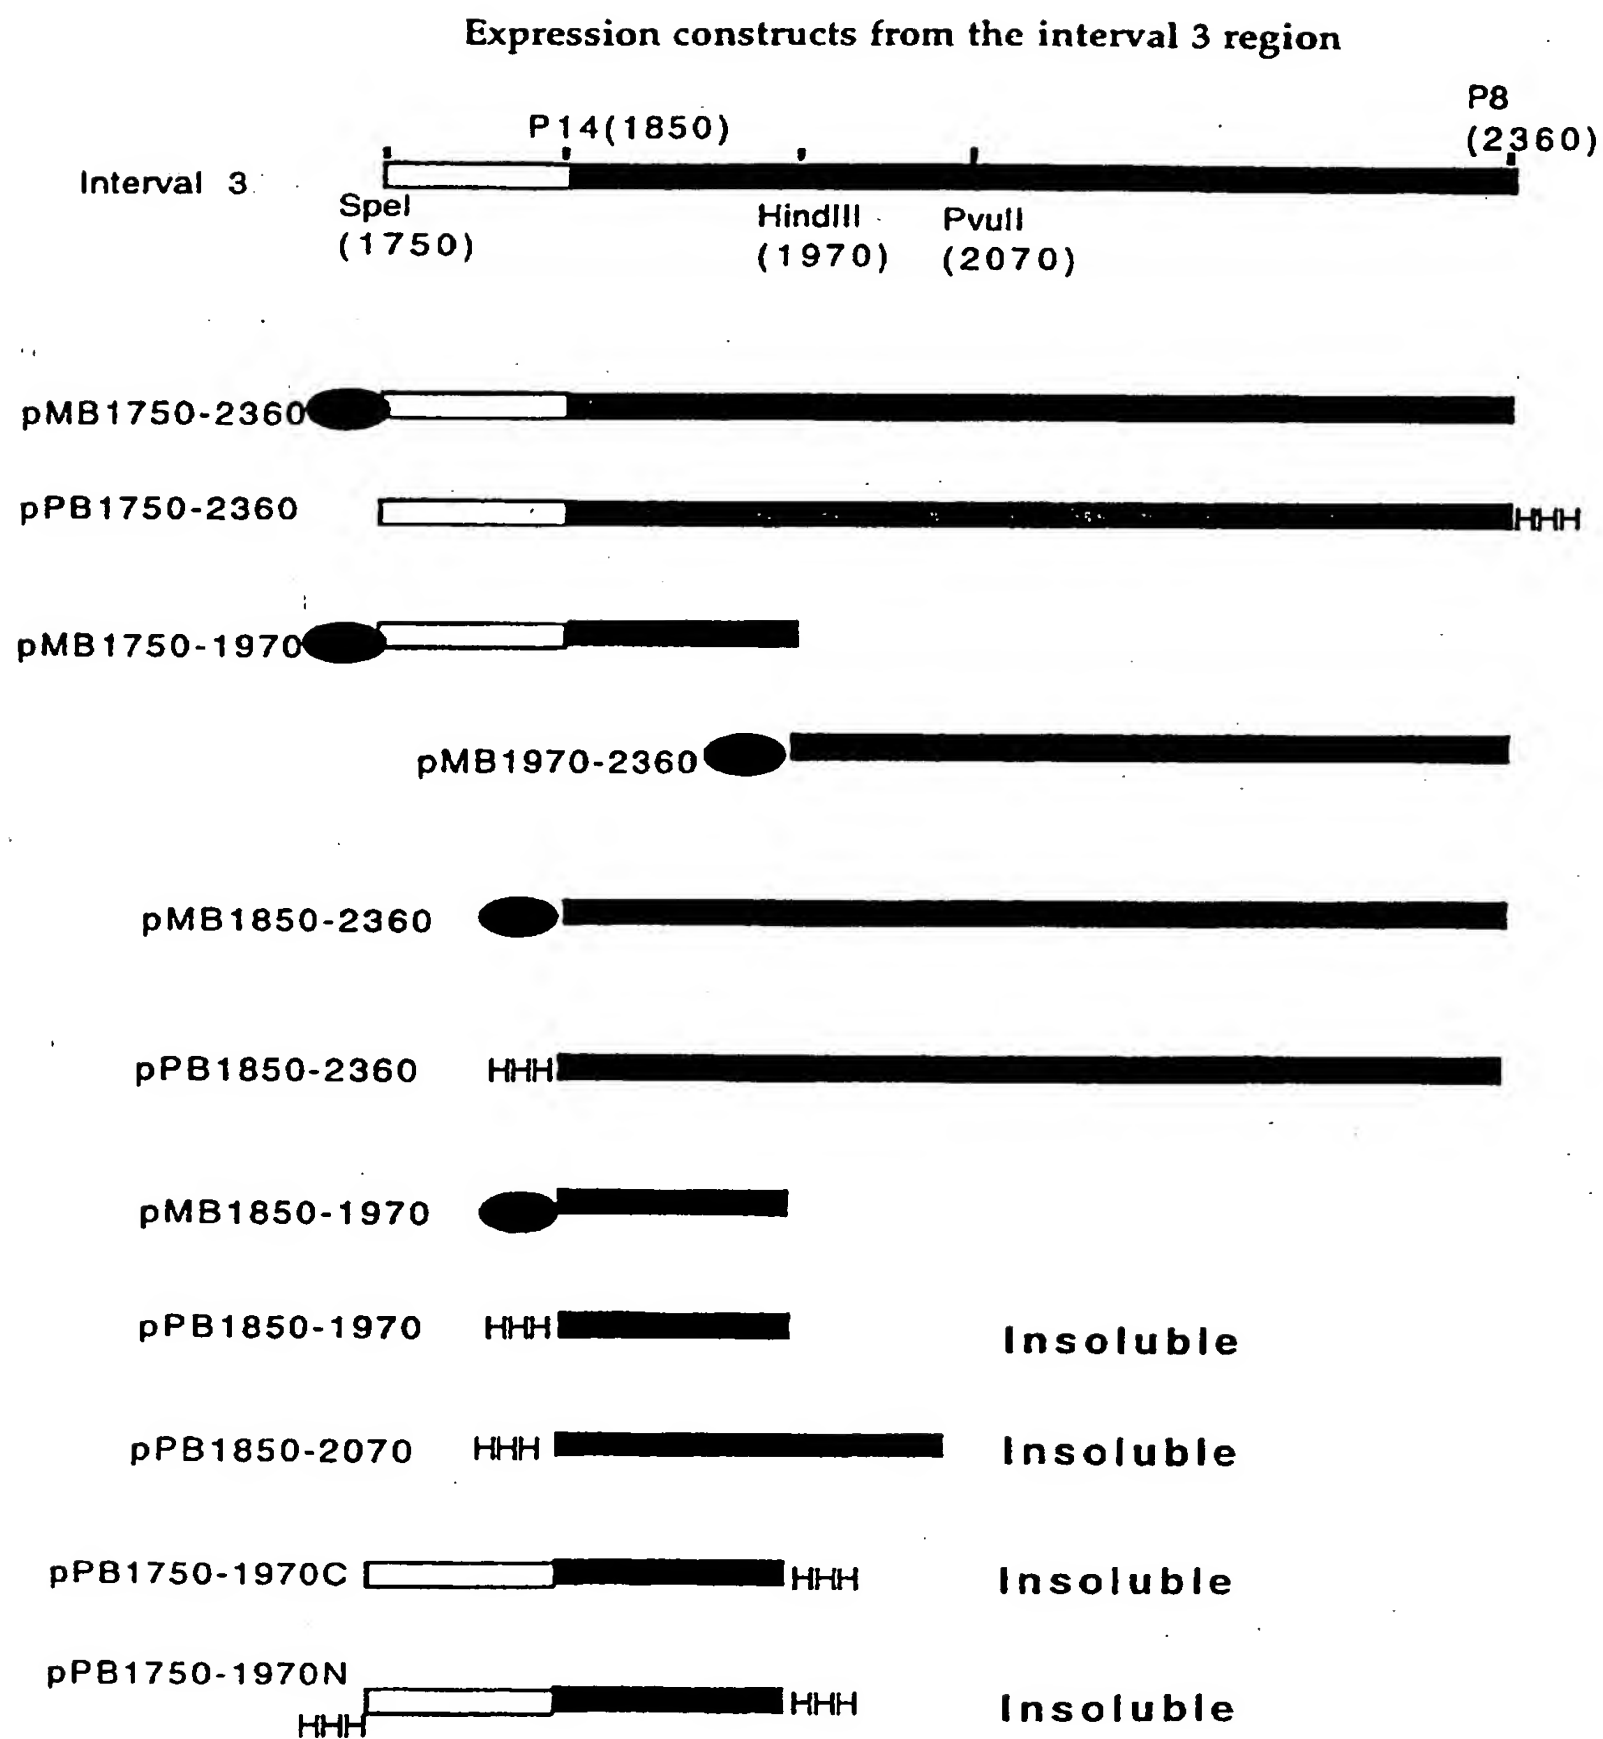 Expression constructs from the interval 3 region
P8
P14(1850)
(2360)
Interval 3
SpeI
HindIII
PvuII
(1750)
(1970)
(2070)
pMB1750-2360
pPB1750-2360
HHH
pMB1750-1970
pMB1970-2360
pMB1850-2360
pPB1850-2360
HHH
pMB1850-1970
pPB1850-1970
HHH
Insoluble
pPB1850-2070
HHH
Insoluble
pPB1750-1970C
HHH
Insoluble
pPB1750-1970N
HHH
HHH
Insoluble